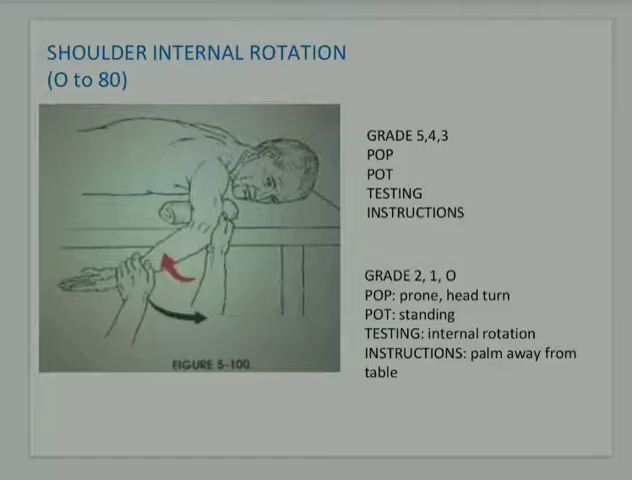 SHOULDER INTERNAL ROTATION
(O to 80)
GRADE 5,4,3
POP
POT
TESTING
INSTRUCTIONS
GRADE 2, 1, O
POP: prone, head turn
POT: standing
TESTING: internal rotation
INSTRUCTIONS: palm away from
table
FIGURE 5-100